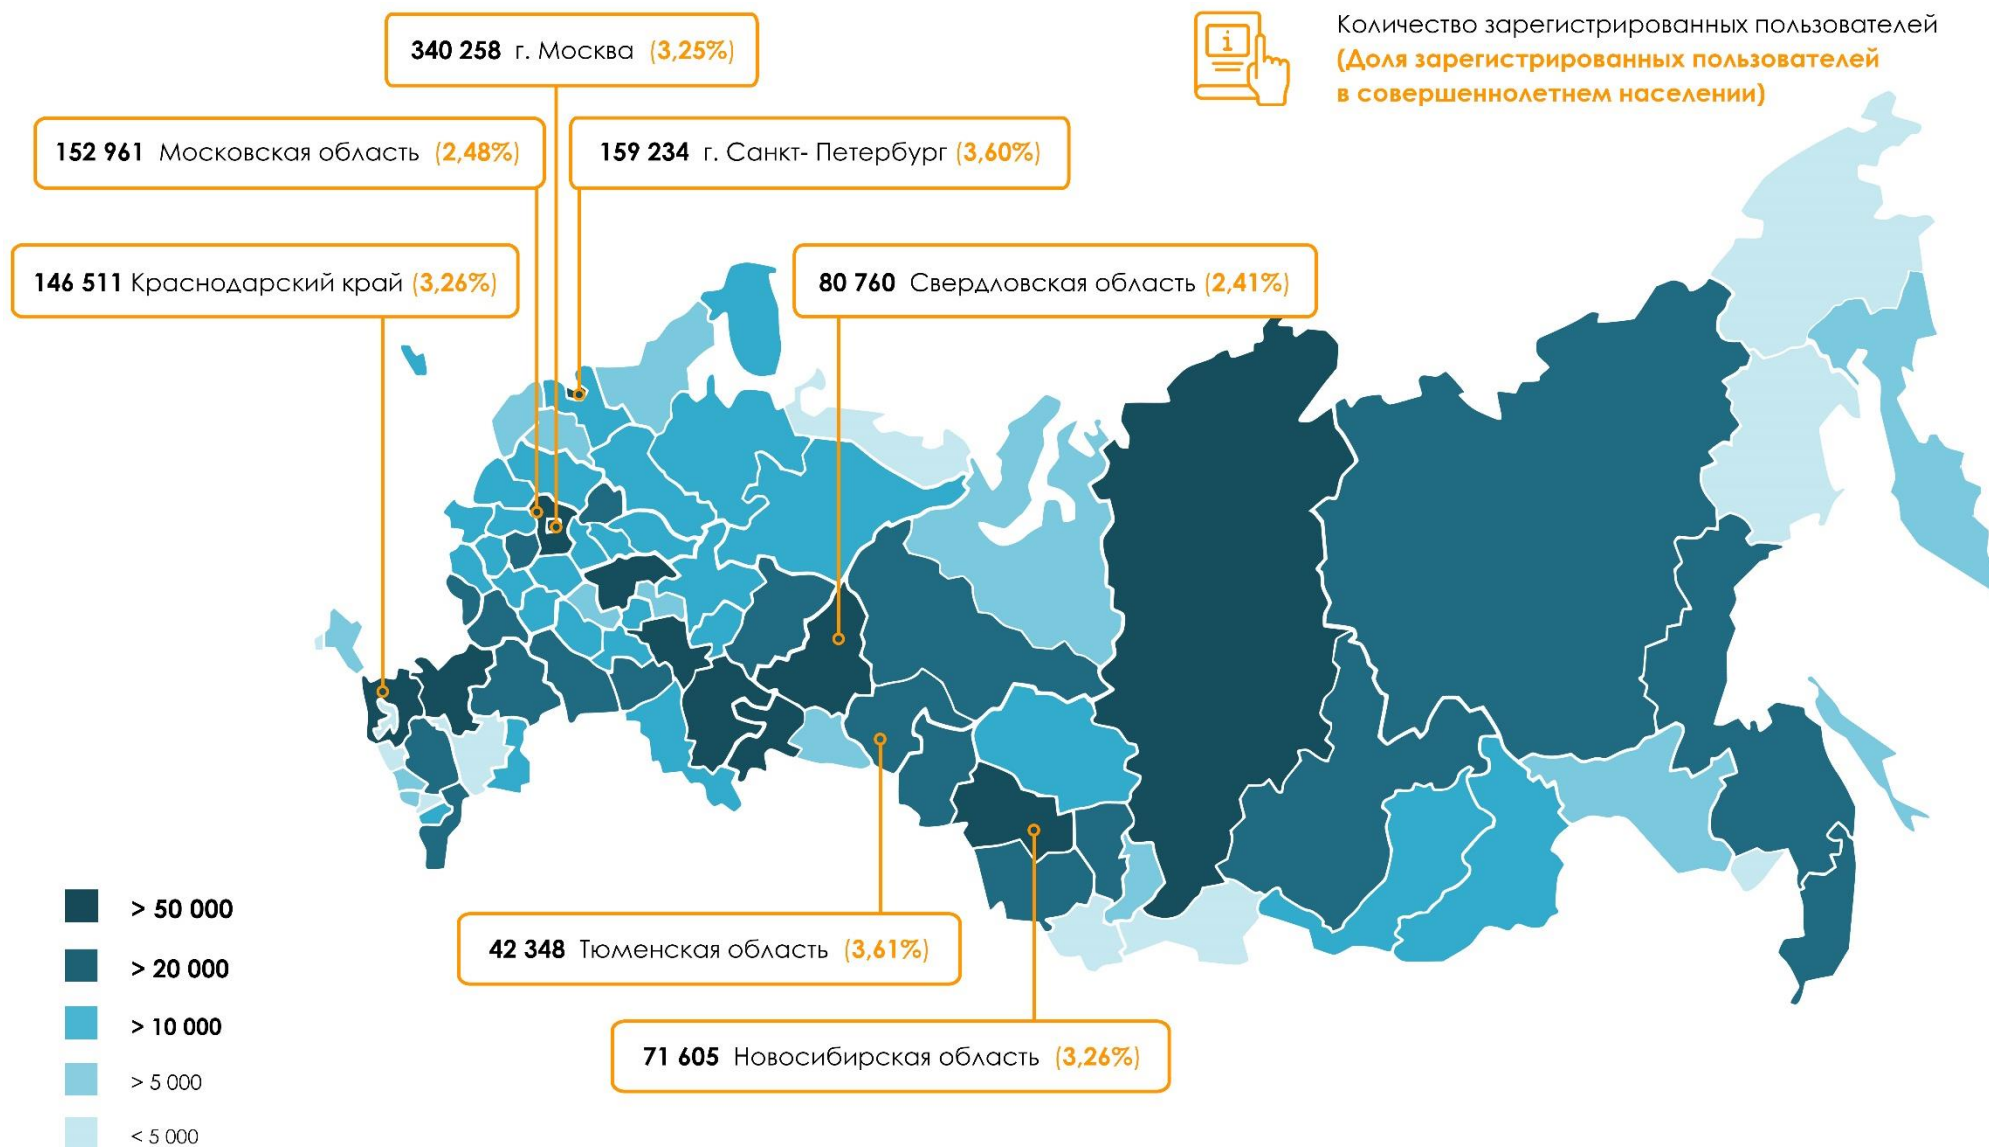 Количество зарегистрированных пользователей
(Доля зарегистрированных пользователей
в совершеннолетнем населении)
340 258 г. Москва (3,25%)
152 961 Московская область (2,48%)
159 234 г. Санкт- Петербург (3,60%)
146 511 Краснодарский край (3,26%)
80 760 Свердловская область (2,41%)
42 348 Тюменская область (3,61%)
71 605 Новосибирская область (3,26%)
> 50 000
> 20 000
> 10 000
> 5 000
< 5 000